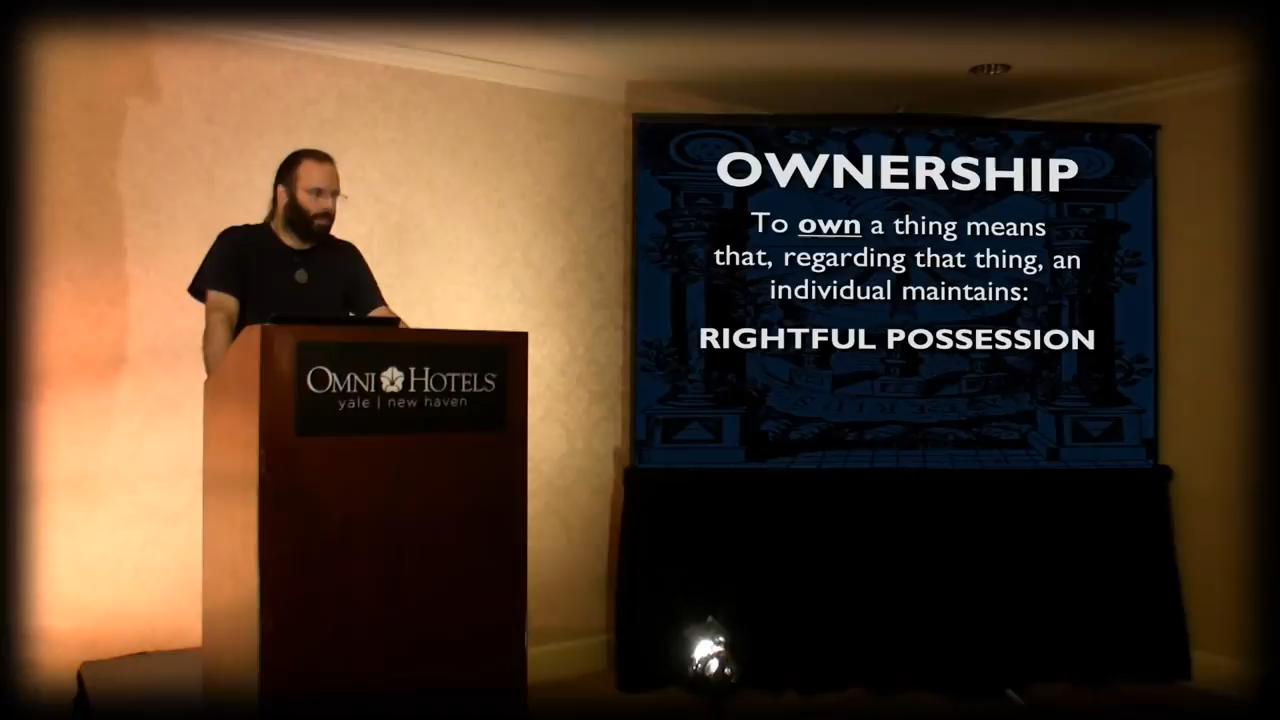 OWNERSHIP
To own a thing means
that, regarding that thing, an
individual maintains:
RIGHTFUL POSSESSION
OMNI HOTELS
yale | new haven